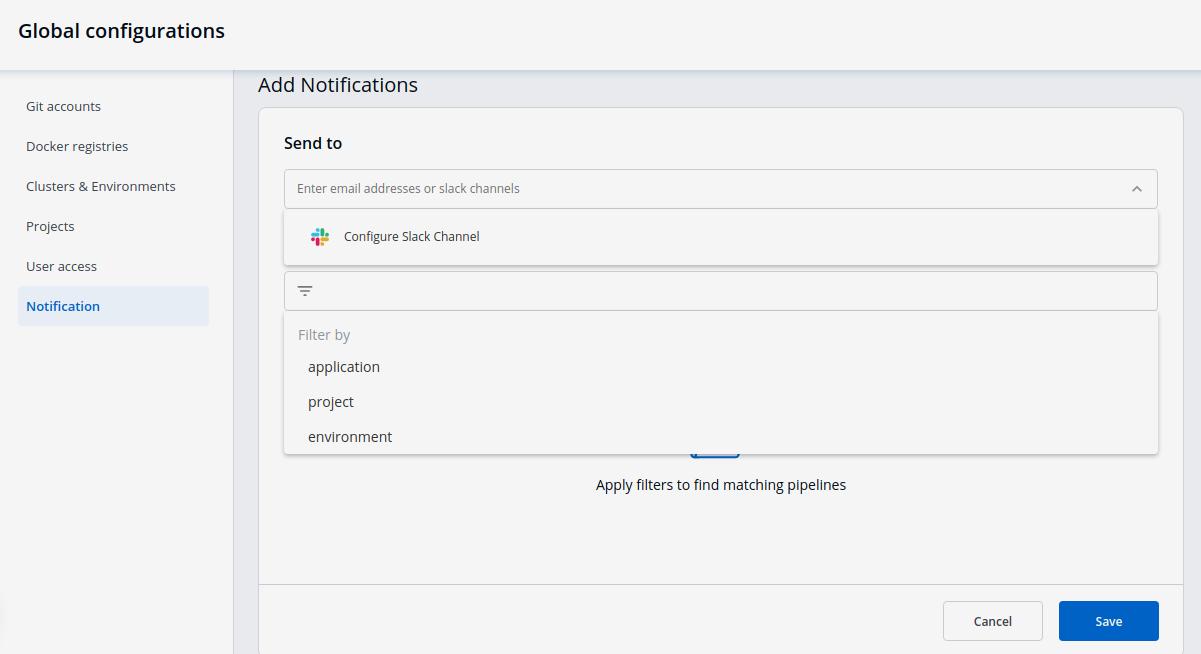 Global configurations
Git accounts
Docker registries
Clusters & Environments
Projects
User access
Notification
Add Notifications
Send to
Enter email addresses or slack channels
Configure Slack Channel
Filter by
application
project
environment
Apply filters to find matching pipelines
Cancel
Save